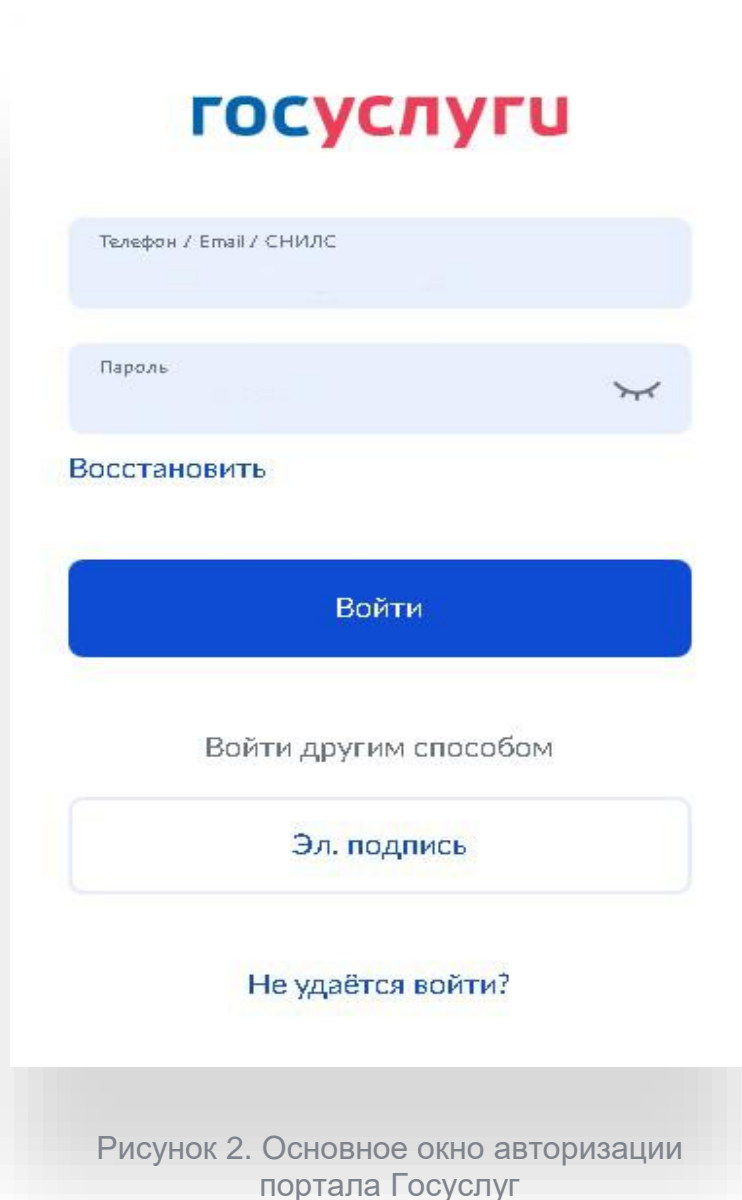 госуслуги
Телефон / Email / СНИЛС
Пароль
Восстановить
Войти
Войти другим способом
Эл. подпись
Не удаётся войти?
Рисунок 2. Основное окно авторизации
портала Госуслуг